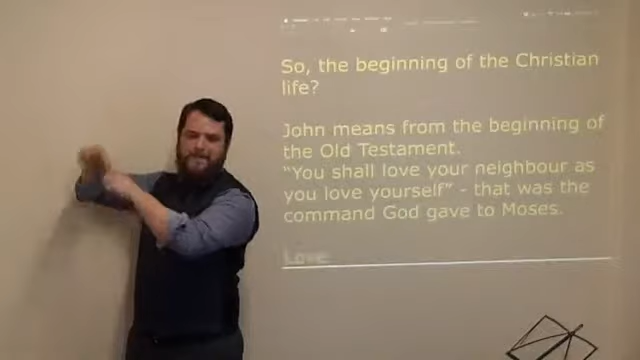 So, the beginning of the Christian
life?
John means from the beginning of
the Old Testament.
"You shall love your neighbour as
you love yourself" - that was the
command God gave to Moses.
Love